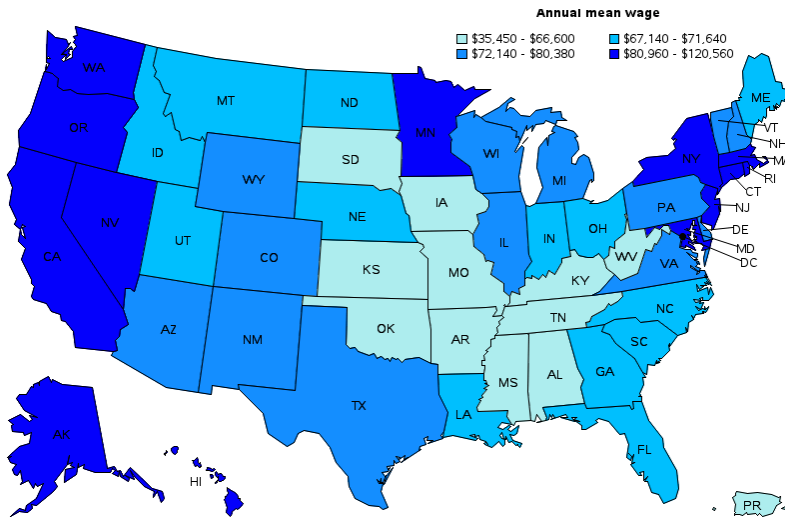 Annual mean wage
$35,450 - $66,600 $67,140 - $71,640
$72,140 - $80,380 $80,960 - $120,560
WA
MT
ND
ME
OR
MN
VT
ID
SD
WI
NH
NY
MI
RI
WY
CT
IA
PA
NJ
NE
NV
OH
IL
IN
DE
UT
MD
CA
CO
WV
VA
DC
KS
MO
KY
NC
TN
OK
AZ
NM
AR
SC
MS
AL
GA
TX
LA
AK
FL
HI
PR